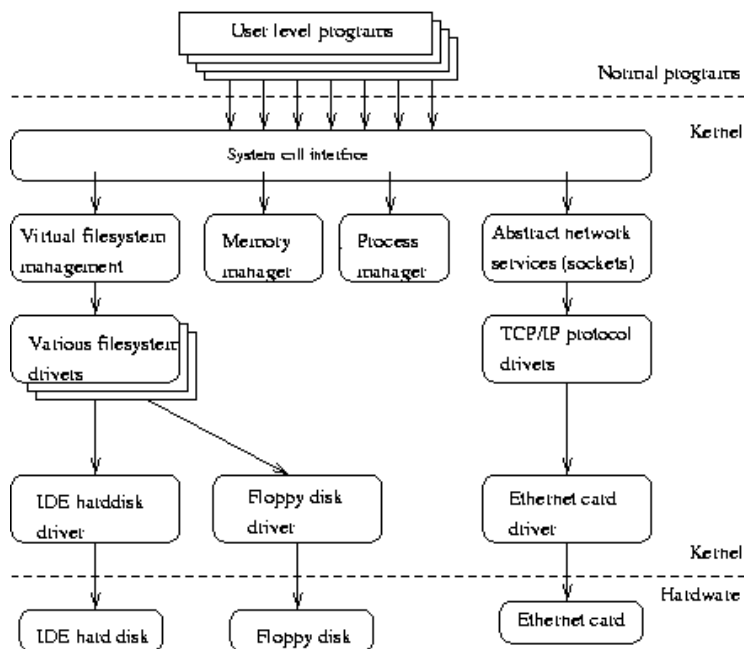 User level programs
Normal programs
Kernel
System call interface
Virtual filesystem
management
Memory
manager
Process
manager
Abstract network
services (sockets)
Various filesystem
drivers
TCP/IP protocol
drivers
IDE harddisk
driver
Floppy disk
driver
Ethernet card
driver
Kernel
Hardware
IDE hard disk
Floppy disk
Ethernet card